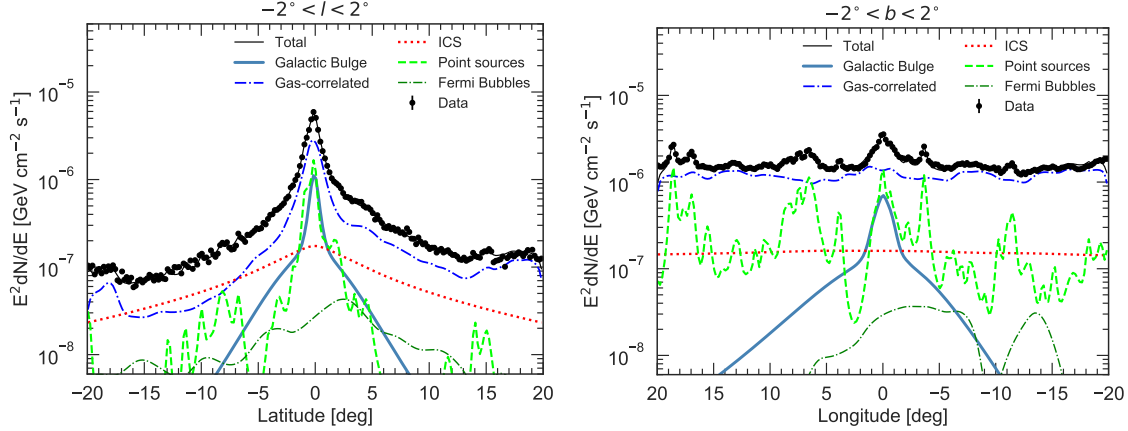 −2° < l < 2°
Total
Galactic Bulge
Gas-correlated
ICS
Point sources
Fermi Bubbles
Data
E²dN/dE [GeV cm⁻² s⁻¹]
10⁻⁵
10⁻⁶
10⁻⁷
10⁻⁸
−20 −15 −10 −5 0 5 10 15 20
Latitude [deg]
−2° < b < 2°
Total
Galactic Bulge
Gas-correlated
ICS
Point sources
Fermi Bubbles
Data
E²dN/dE [GeV cm⁻² s⁻¹]
10⁻⁵
10⁻⁶
10⁻⁷
10⁻⁸
20 15 10 5 0 −5 −10 −15 −20
Longitude [deg]